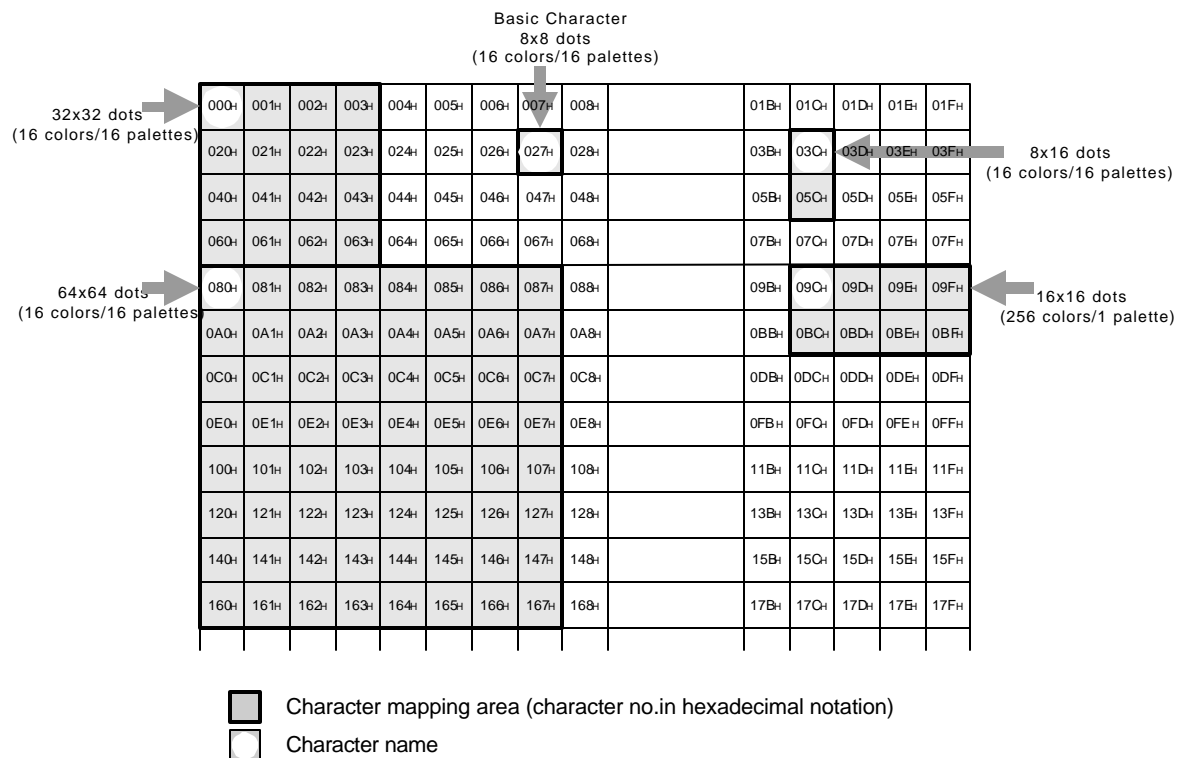 Basic Character
8x8 dots
(16 colors/16 palettes)
32x32 dots
(16 colors/16 palettes)
000H 001H 002H 003H 004H 005H 006H 007H 008H 01BH 01CH 01DH 01EH 01FH
020H 021H 022H 023H 024H 025H 026H 027H 028H 03BH 03CH 03DH 03EH 03FH
8x16 dots
(16 colors/16 palettes)
040H 041H 042H 043H 044H 045H 046H 047H 048H 05BH 05CH 05DH 05EH 05FH
060H 061H 062H 063H 064H 065H 066H 067H 068H 07BH 07CH 07DH 07EH 07FH
64x64 dots
(16 colors/16 palettes)
080H 081H 082H 083H 084H 085H 086H 087H 088H 09BH 09CH 09DH 09EH 09FH
16x16 dots
(256 colors/1 palette)
0A0H 0A1H 0A2H 0A3H 0A4H 0A5H 0A6H 0A7H 0A8H 0BBH 0BCH 0BDH 0BEH 0BFH
0C0H 0C1H 0C2H 0C3H 0C4H 0C5H 0C6H 0C7H 0C8H 0DBH 0DCH 0DDH 0DEH 0DFH
0E0H 0E1H 0E2H 0E3H 0E4H 0E5H 0E6H 0E7H 0E8H 0FBH 0FCH 0FDH 0FEH 0FFH
100H 101H 102H 103H 104H 105H 106H 107H 108H 11BH 11CH 11DH 11EH 11FH
120H 121H 122H 123H 124H 125H 126H 127H 128H 13BH 13CH 13DH 13EH 13FH
140H 141H 142H 143H 144H 145H 146H 147H 148H 15BH 15CH 15DH 15EH 15FH
160H 161H 162H 163H 164H 165H 166H 167H 168H 17BH 17CH 17DH 17EH 17FH
Character mapping area (character no.in hexadecimal notation)
Character name